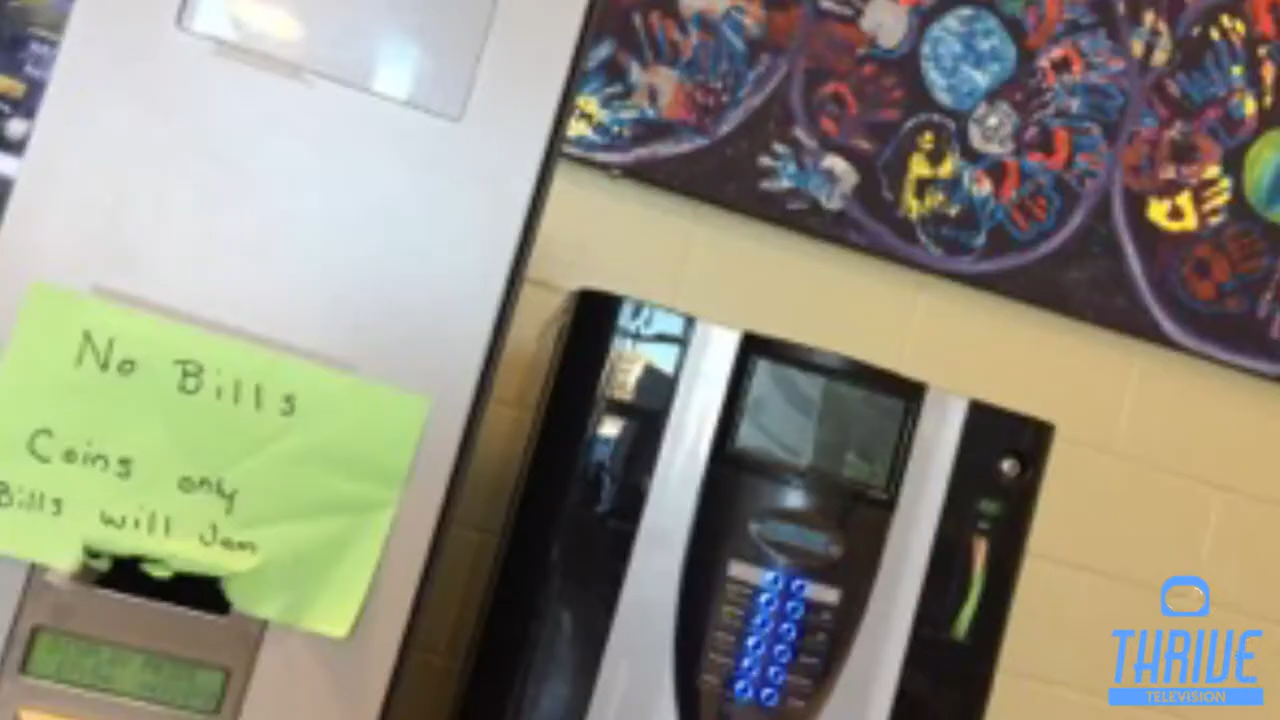 No Bills
Coins only
Bills will Jam
THRIVE
TELEVISION